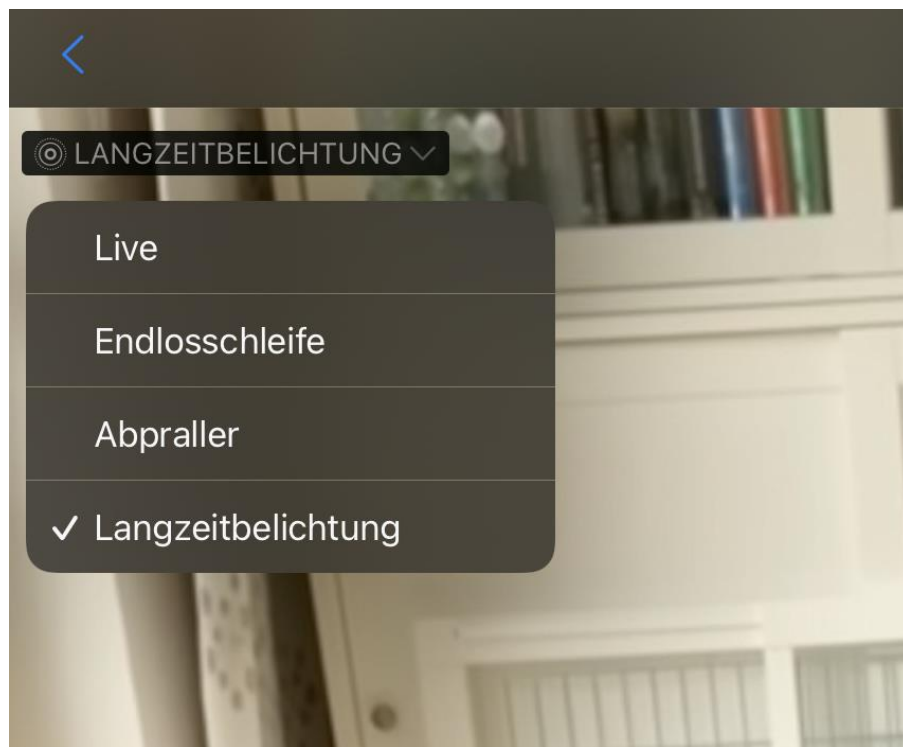 LANGZEITBELICHTUNG
Live
Endlosschleife
Abpraller
Langzeitbelichtung